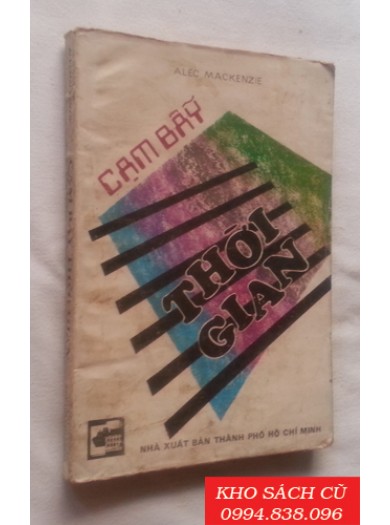 ALEC MACKENZIE
CẠM BẪY
THỜI
GIAN
NHÀ XUẤT BẢN THÀNH PHỐ HỒ CHÍ MINH
KHO SÁCH CŨ
0994.838.096